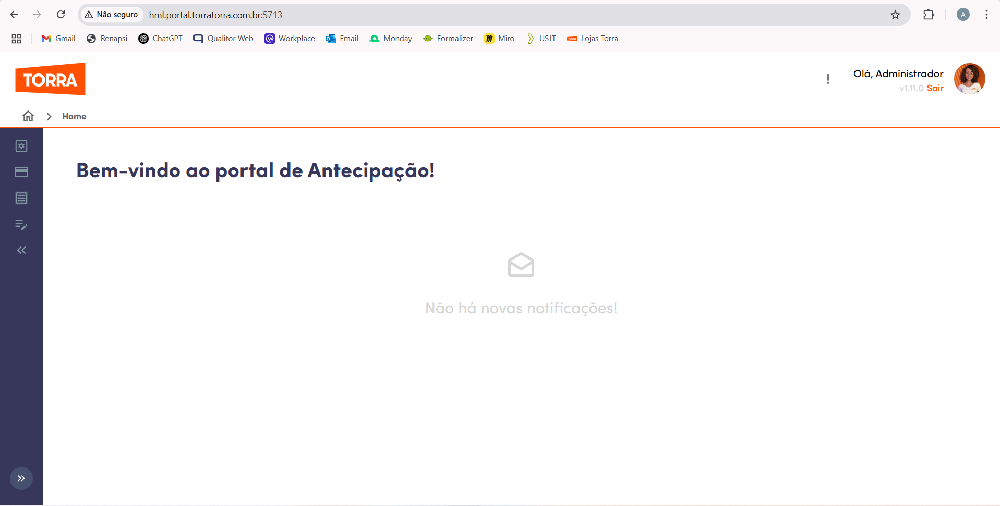 Não seguro hml.portal.torratorra.com.br:5713 A
Gmail Renapsi ChatGPT Qualitor Web Workplace Email Monday Formalizer Miro USJT TORRA Lojas Torra
TORRA
Olá, Administrador
v1.11.0 Sair
Home
Bem-vindo ao portal de Antecipação!
Não há novas notificações!